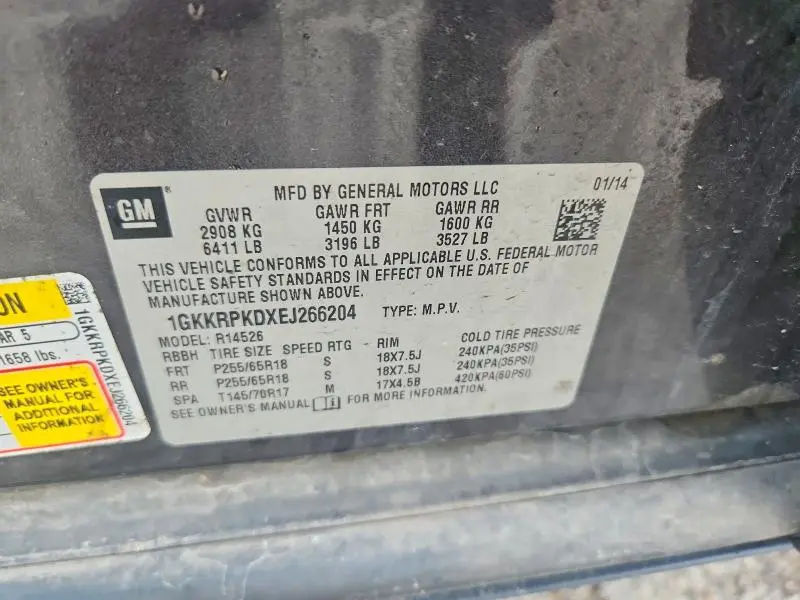 GM
MFD BY GENERAL MOTORS LLC
01/14
GVWR GAWR FRT GAWR RR
2908 KG 1450 KG 1600 KG
6411 LB 3196 LB 3527 LB
THIS VEHICLE CONFORMS TO ALL APPLICABLE U.S. FEDERAL MOTOR
VEHICLE SAFETY STANDARDS IN EFFECT ON THE DATE OF
MANUFACTURE SHOWN ABOVE.
1GKKRPKDXEJ266204 TYPE: M.P.V.
MODEL: R14526
RBBH TIRE SIZE SPEED RTG RIM COLD TIRE PRESSURE
FRT P255/65R18 S 18X7.5J 240KPA(35PSI)
RR P255/65R18 S 18X7.5J 240KPA(35PSI)
SPA T145/70R17 M 17X4.5B 420KPA(60PSI)
SEE OWNER'S MANUAL FOR MORE INFORMATION.
ON
AR 5
1658 lbs.
SEE OWNER'S
MANUAL FOR
ADDITIONAL
INFORMATION
1GKKRPKDXEJ266204